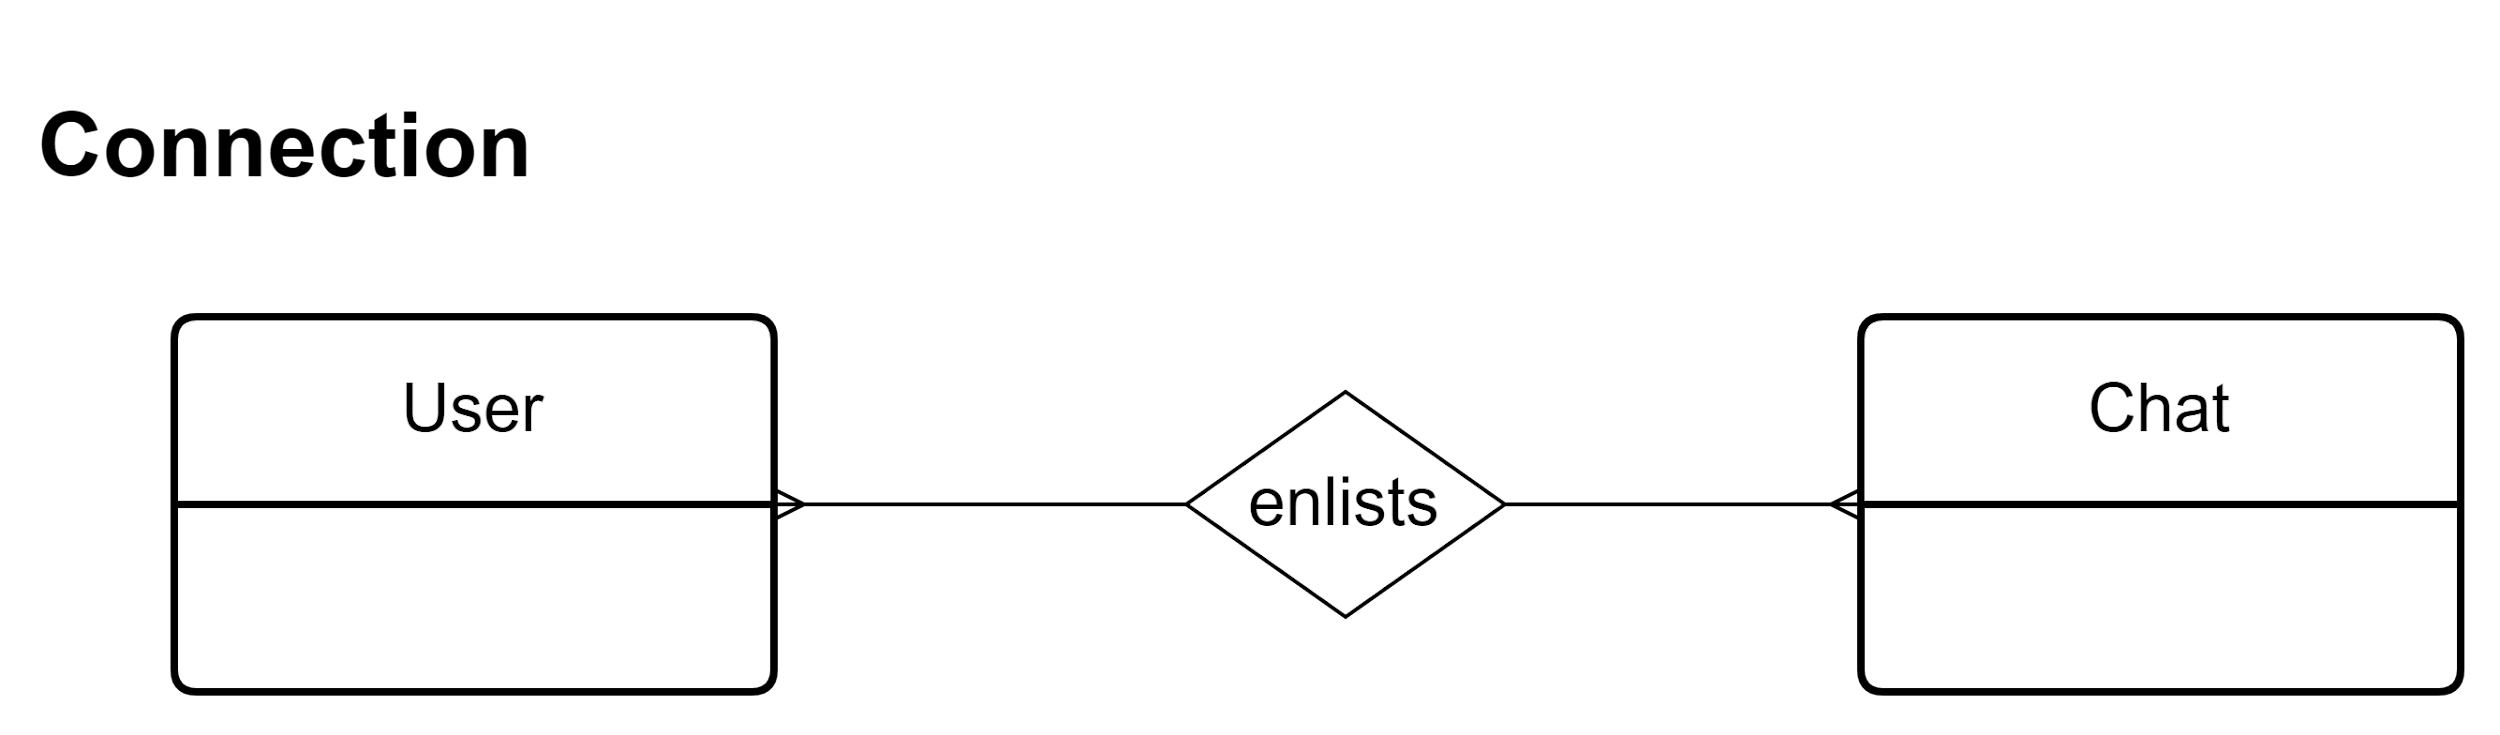 Connection
User
Chat
enlists